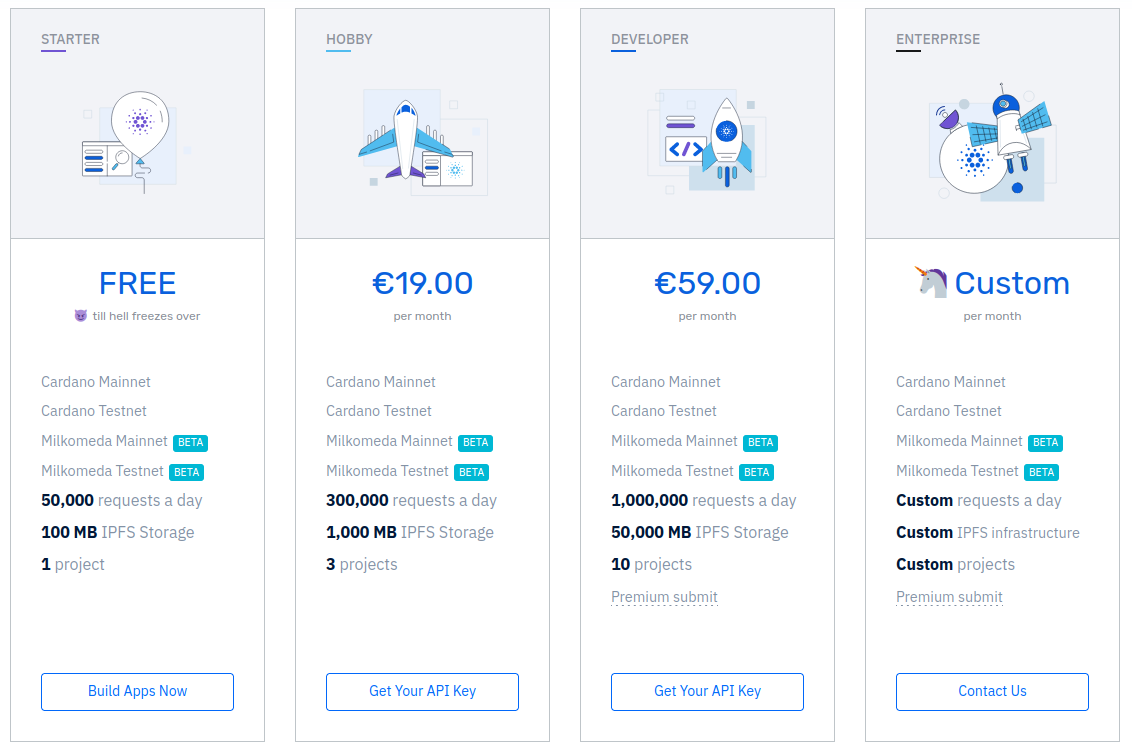 STARTER
FREE
😈 till hell freezes over
Cardano Mainnet
Cardano Testnet
Milkomeda Mainnet BETA
Milkomeda Testnet BETA
50,000 requests a day
100 MB IPFS Storage
1 project
Build Apps Now
HOBBY
€19.00
per month
Cardano Mainnet
Cardano Testnet
Milkomeda Mainnet BETA
Milkomeda Testnet BETA
300,000 requests a day
1,000 MB IPFS Storage
3 projects
Get Your API Key
DEVELOPER
€59.00
per month
Cardano Mainnet
Cardano Testnet
Milkomeda Mainnet BETA
Milkomeda Testnet BETA
1,000,000 requests a day
50,000 MB IPFS Storage
10 projects
Premium submit
Get Your API Key
ENTERPRISE
🦄 Custom
per month
Cardano Mainnet
Cardano Testnet
Milkomeda Mainnet BETA
Milkomeda Testnet BETA
Custom requests a day
Custom IPFS infrastructure
Custom projects
Premium submit
Contact Us